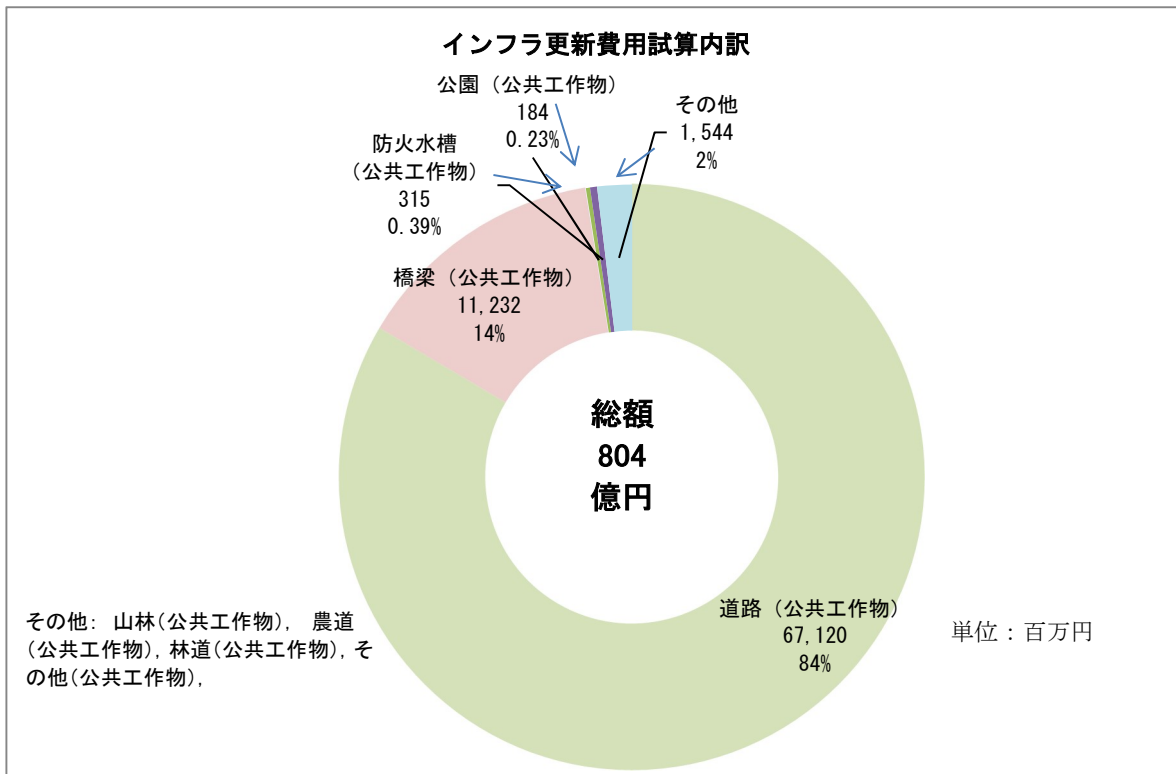 インフラ更新費用試算内訳
公園（公共工作物）
184
0.23%
その他
1,544
2%
防火水槽
（公共工作物）
315
0.39%
橋梁（公共工作物）
11,232
14%
総額
804
億円
道路（公共工作物）
67,120
84%
単位：百万円
その他： 山林(公共工作物)， 農道
(公共工作物)，林道(公共工作物)，そ
の他(公共工作物)，